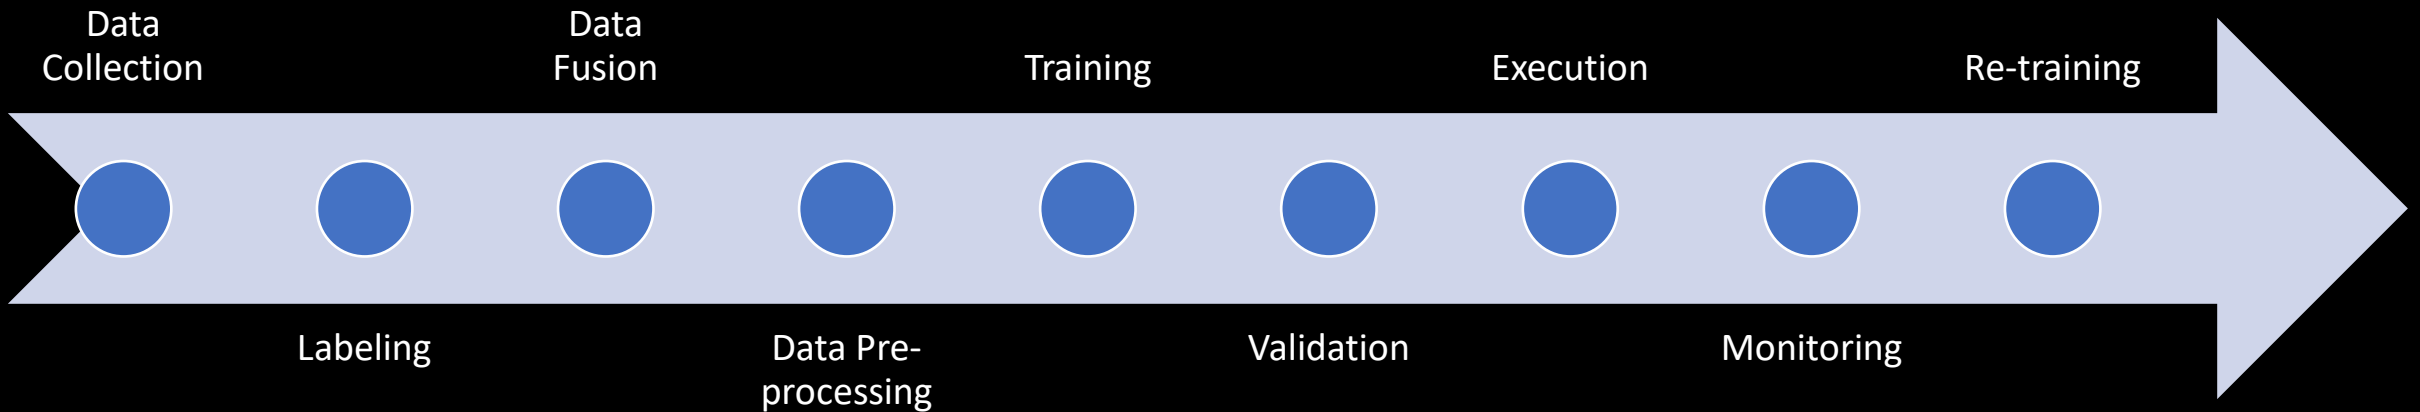 Data
Collection
Labeling
Data
Fusion
Data Pre-
processing
Training
Validation
Execution
Monitoring
Re-training